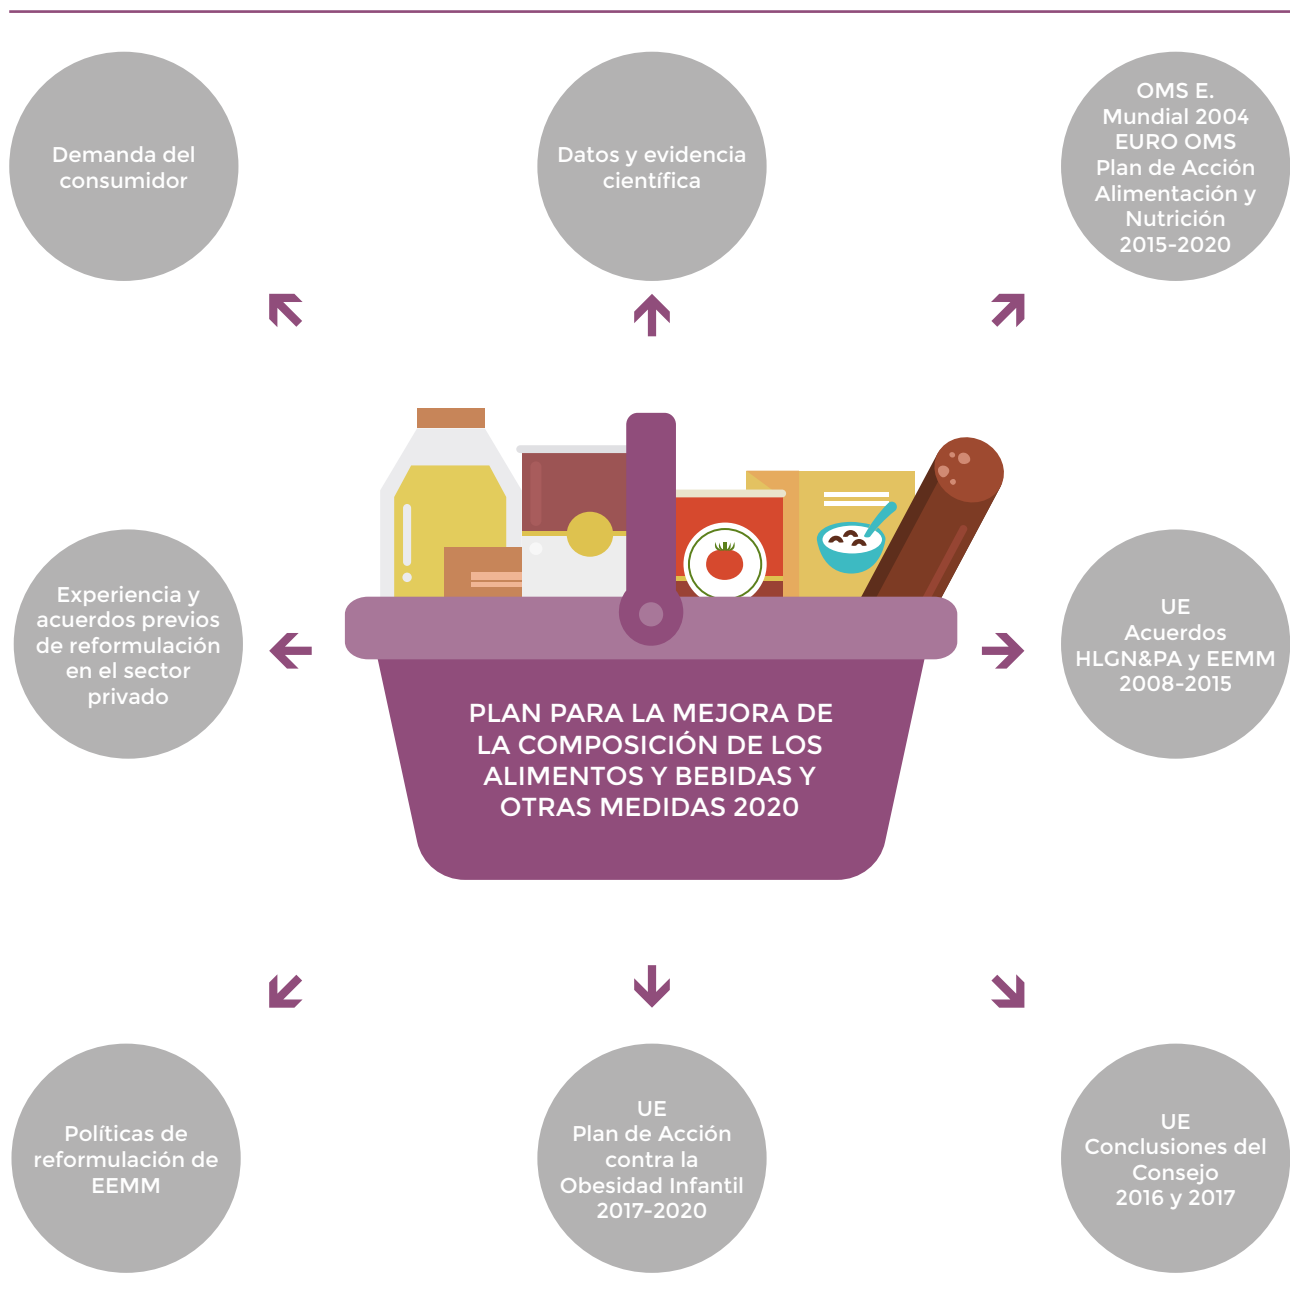 Demanda del
consumidor
Datos y evidencia
científica
OMS E.
Mundial 2004
EURO OMS
Plan de Acción
Alimentación y
Nutrición
2015-2020
Experiencia y
acuerdos previos
de reformulación
en el sector
privado
PLAN PARA LA MEJORA DE
LA COMPOSICIÓN DE LOS
ALIMENTOS Y BEBIDAS Y
OTRAS MEDIDAS 2020
UE
Acuerdos
HLGN&PA y EEMM
2008-2015
Políticas de
reformulación de
EEMM
UE
Plan de Acción
contra la
Obesidad Infantil
2017-2020
UE
Conclusiones del
Consejo
2016 y 2017